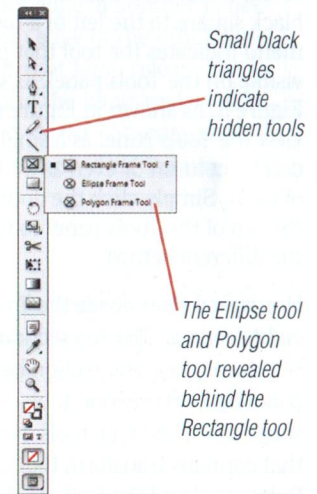 Small black
triangles
indicate
hidden tools
T
Rectangle Frame Tool F
Ellipse Frame Tool
Polygon Frame Tool
The Ellipse tool
and Polygon
tool revealed
behind the
Rectangle tool